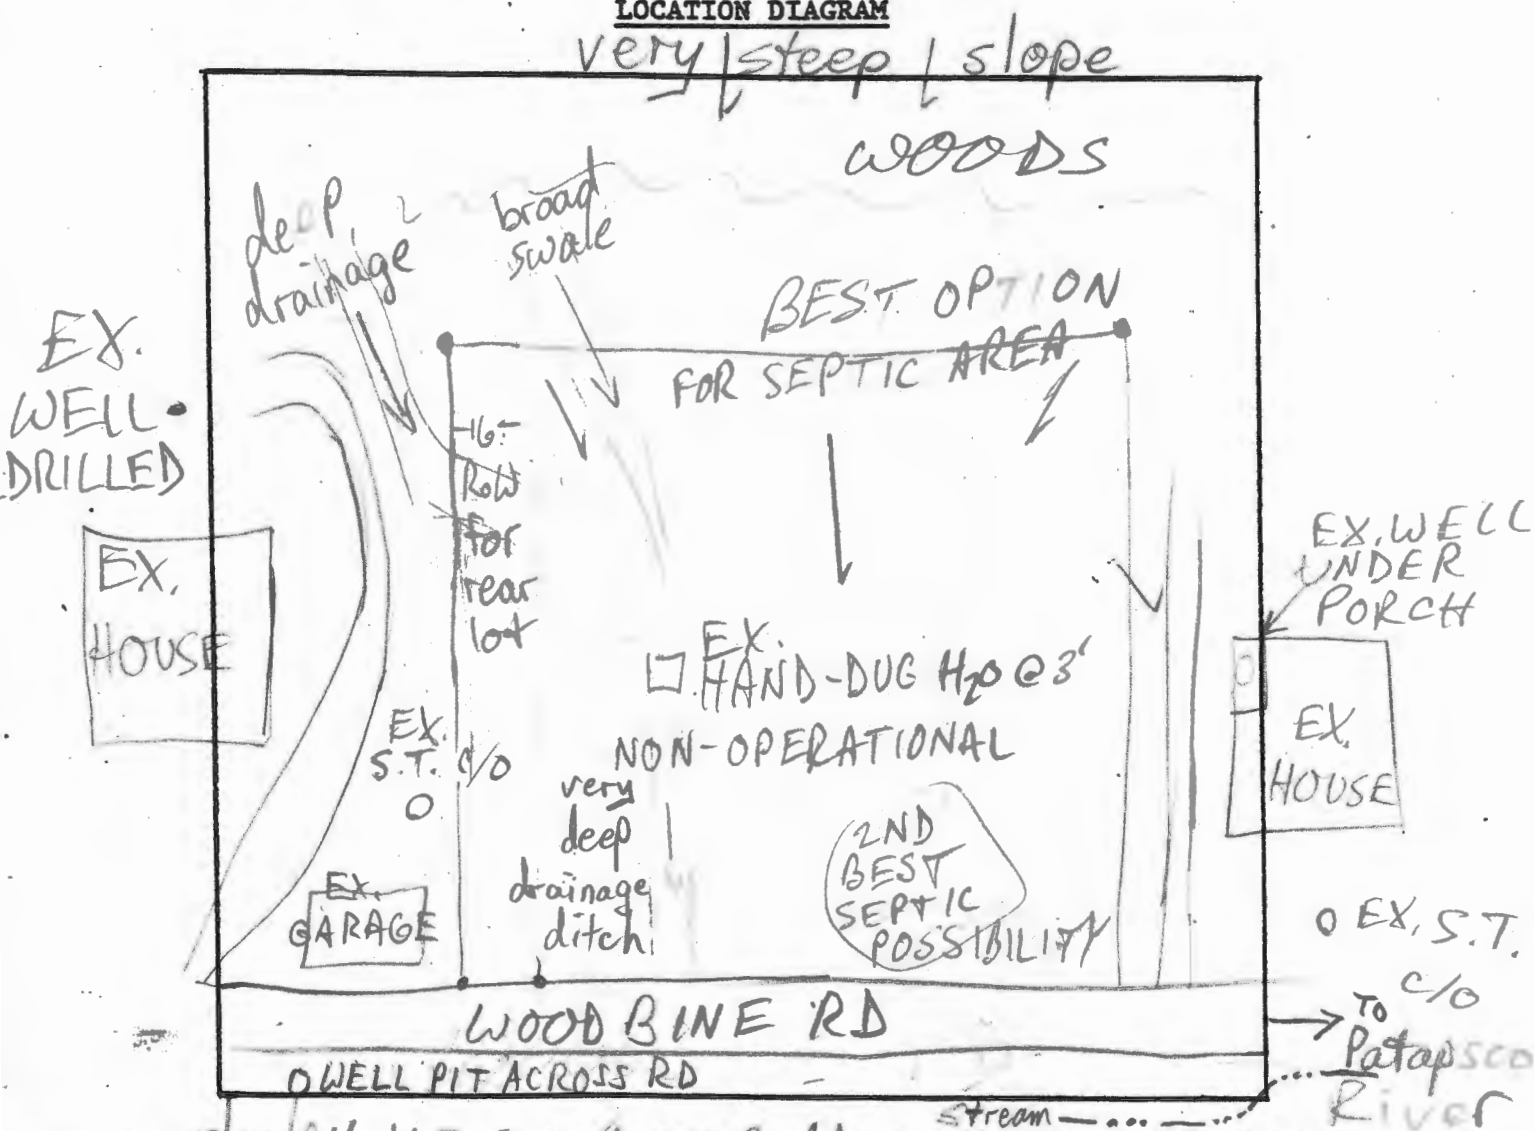 LOCATION DIAGRAM
very steep slope
WOODS
deep
drainage
broad
swale
BEST OPTION
FOR SEPTIC AREA
EX.
WELL
DRILLED
16'
ROW
for
rear
lot
EX.
HOUSE
EX. WELL
UNDER
PORCH
EX.
HAND-DUG H2O @ 3'
NON-OPERATIONAL
EX.
S.T. c/o
EX.
HOUSE
very
deep
drainage
ditch
2ND
BEST
SEPTIC
POSSIBILITY
EX.
GARAGE
EX. S.T.
c/o
WOODBINE RD
TO
Patapsco
River
WELL PIT ACROSS RD
stream